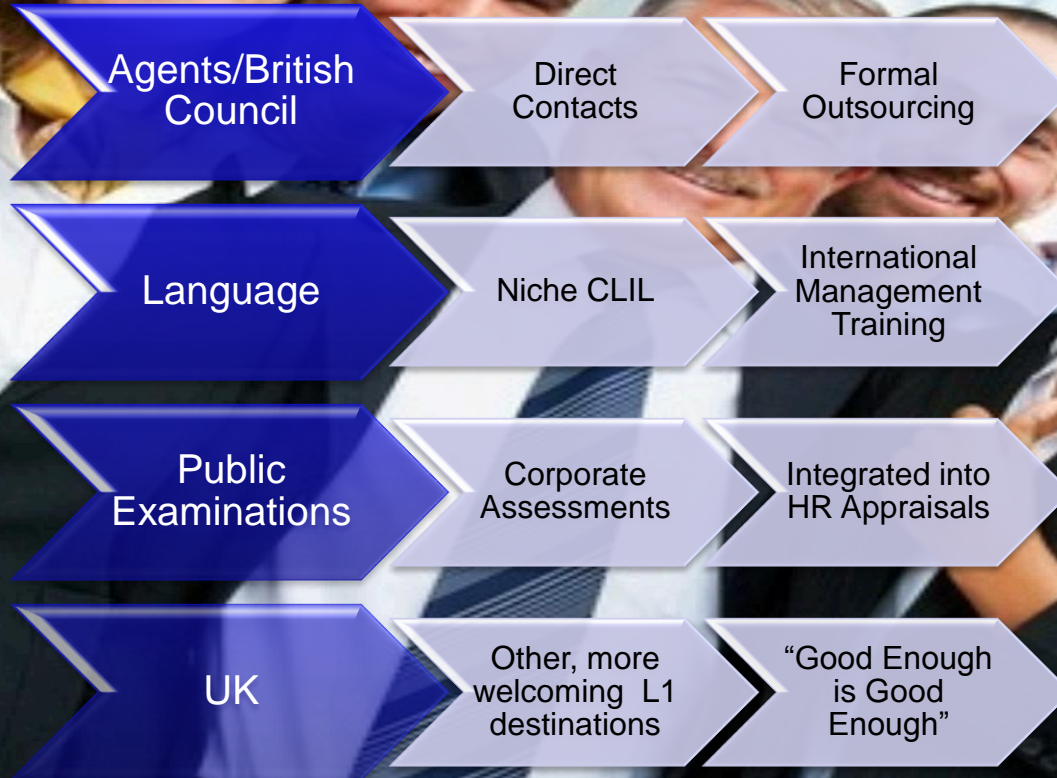 Agents/British
Council
Direct
Contacts
Formal
Outsourcing
Language
Niche CLIL
International
Management
Training
Public
Examinations
Corporate
Assessments
Integrated into
HR Appraisals
UK
Other, more
welcoming L1
destinations
“Good Enough
is Good
Enough”